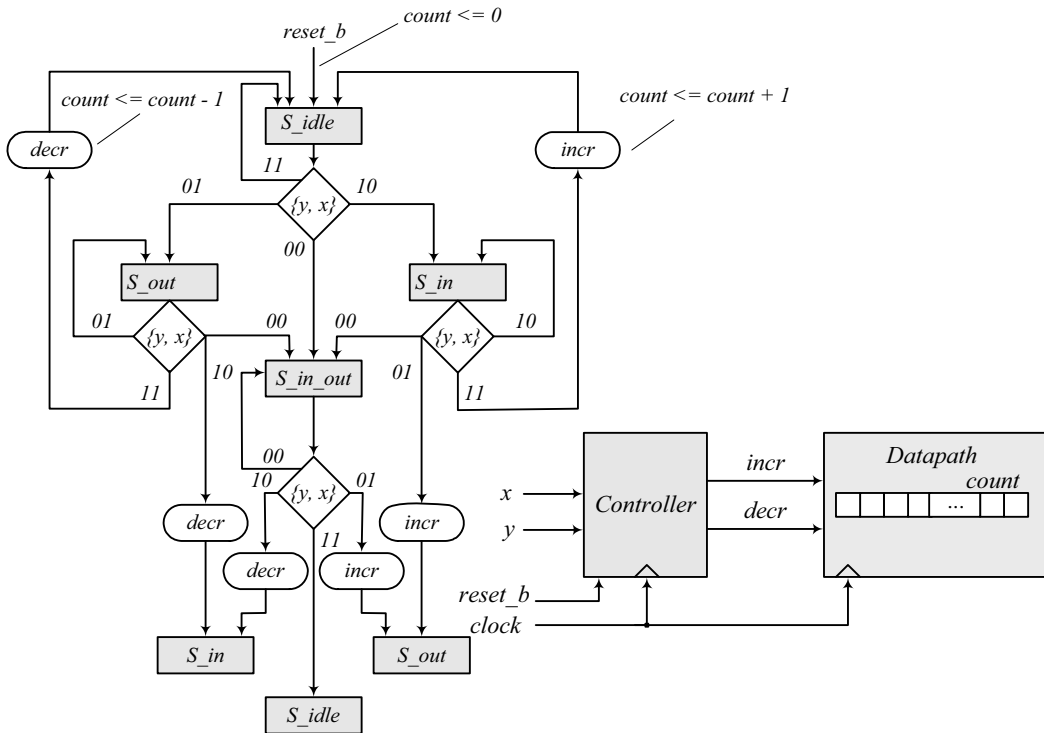 count <= 0
reset_b
count <= count - 1
count <= count + 1
S_idle
decr
incr
11
01
10
{y, x}
00
S_out
S_in
01
{y, x}
00
00
{y, x}
10
10
S_in_out
01
11
11
00
10
{y, x}
01
11
decr
incr
decr
incr
S_in
S_out
S_idle
x
y
Controller
incr
decr
Datapath
count
...
reset_b
clock